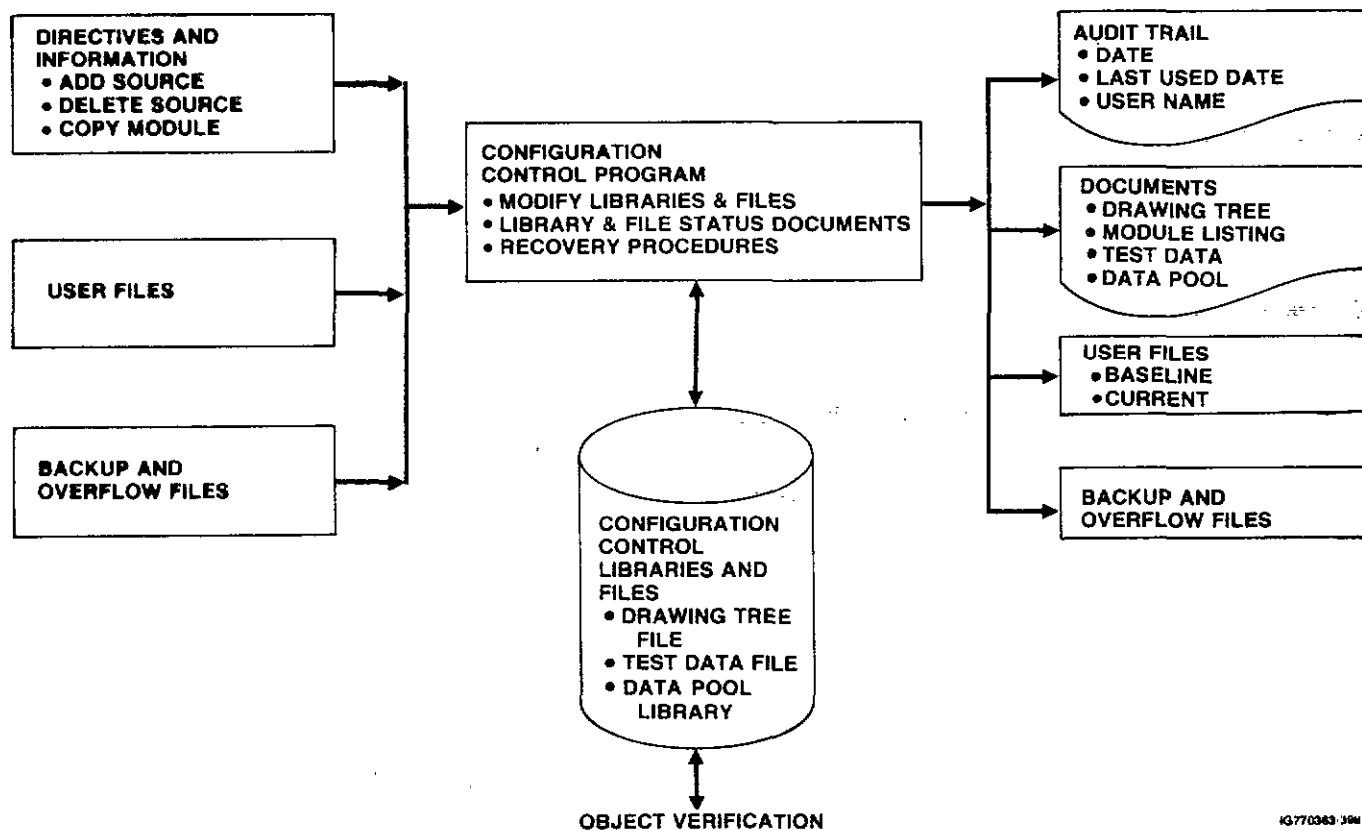 DIRECTIVES AND
INFORMATION
• ADD SOURCE
• DELETE SOURCE
• COPY MODULE
USER FILES
BACKUP AND
OVERFLOW FILES
CONFIGURATION
CONTROL PROGRAM
• MODIFY LIBRARIES & FILES
• LIBRARY & FILE STATUS DOCUMENTS
• RECOVERY PROCEDURES
CONFIGURATION
CONTROL
LIBRARIES AND
FILES
• DRAWING TREE
FILE
• TEST DATA FILE
• DATA POOL
LIBRARY
OBJECT VERIFICATION
AUDIT TRAIL
• DATE
• LAST USED DATE
• USER NAME
DOCUMENTS
• DRAWING TREE
• MODULE LISTING
• TEST DATA
• DATA POOL
USER FILES
• BASELINE
• CURRENT
BACKUP AND
OVERFLOW FILES